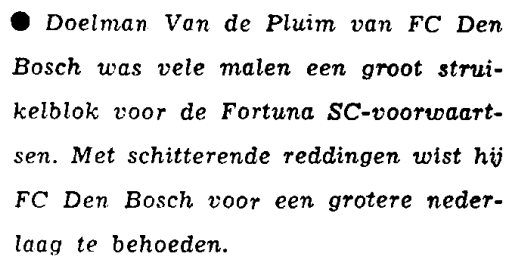 ● Doelman Van de Pluim van FC Den
Bosch was vele malen een groot strui-
kelblok voor de Fortuna SC-voorwaart-
sen. Met schitterende reddingen wist hij
FC Den Bosch voor een grotere neder-
laag te behoeden.